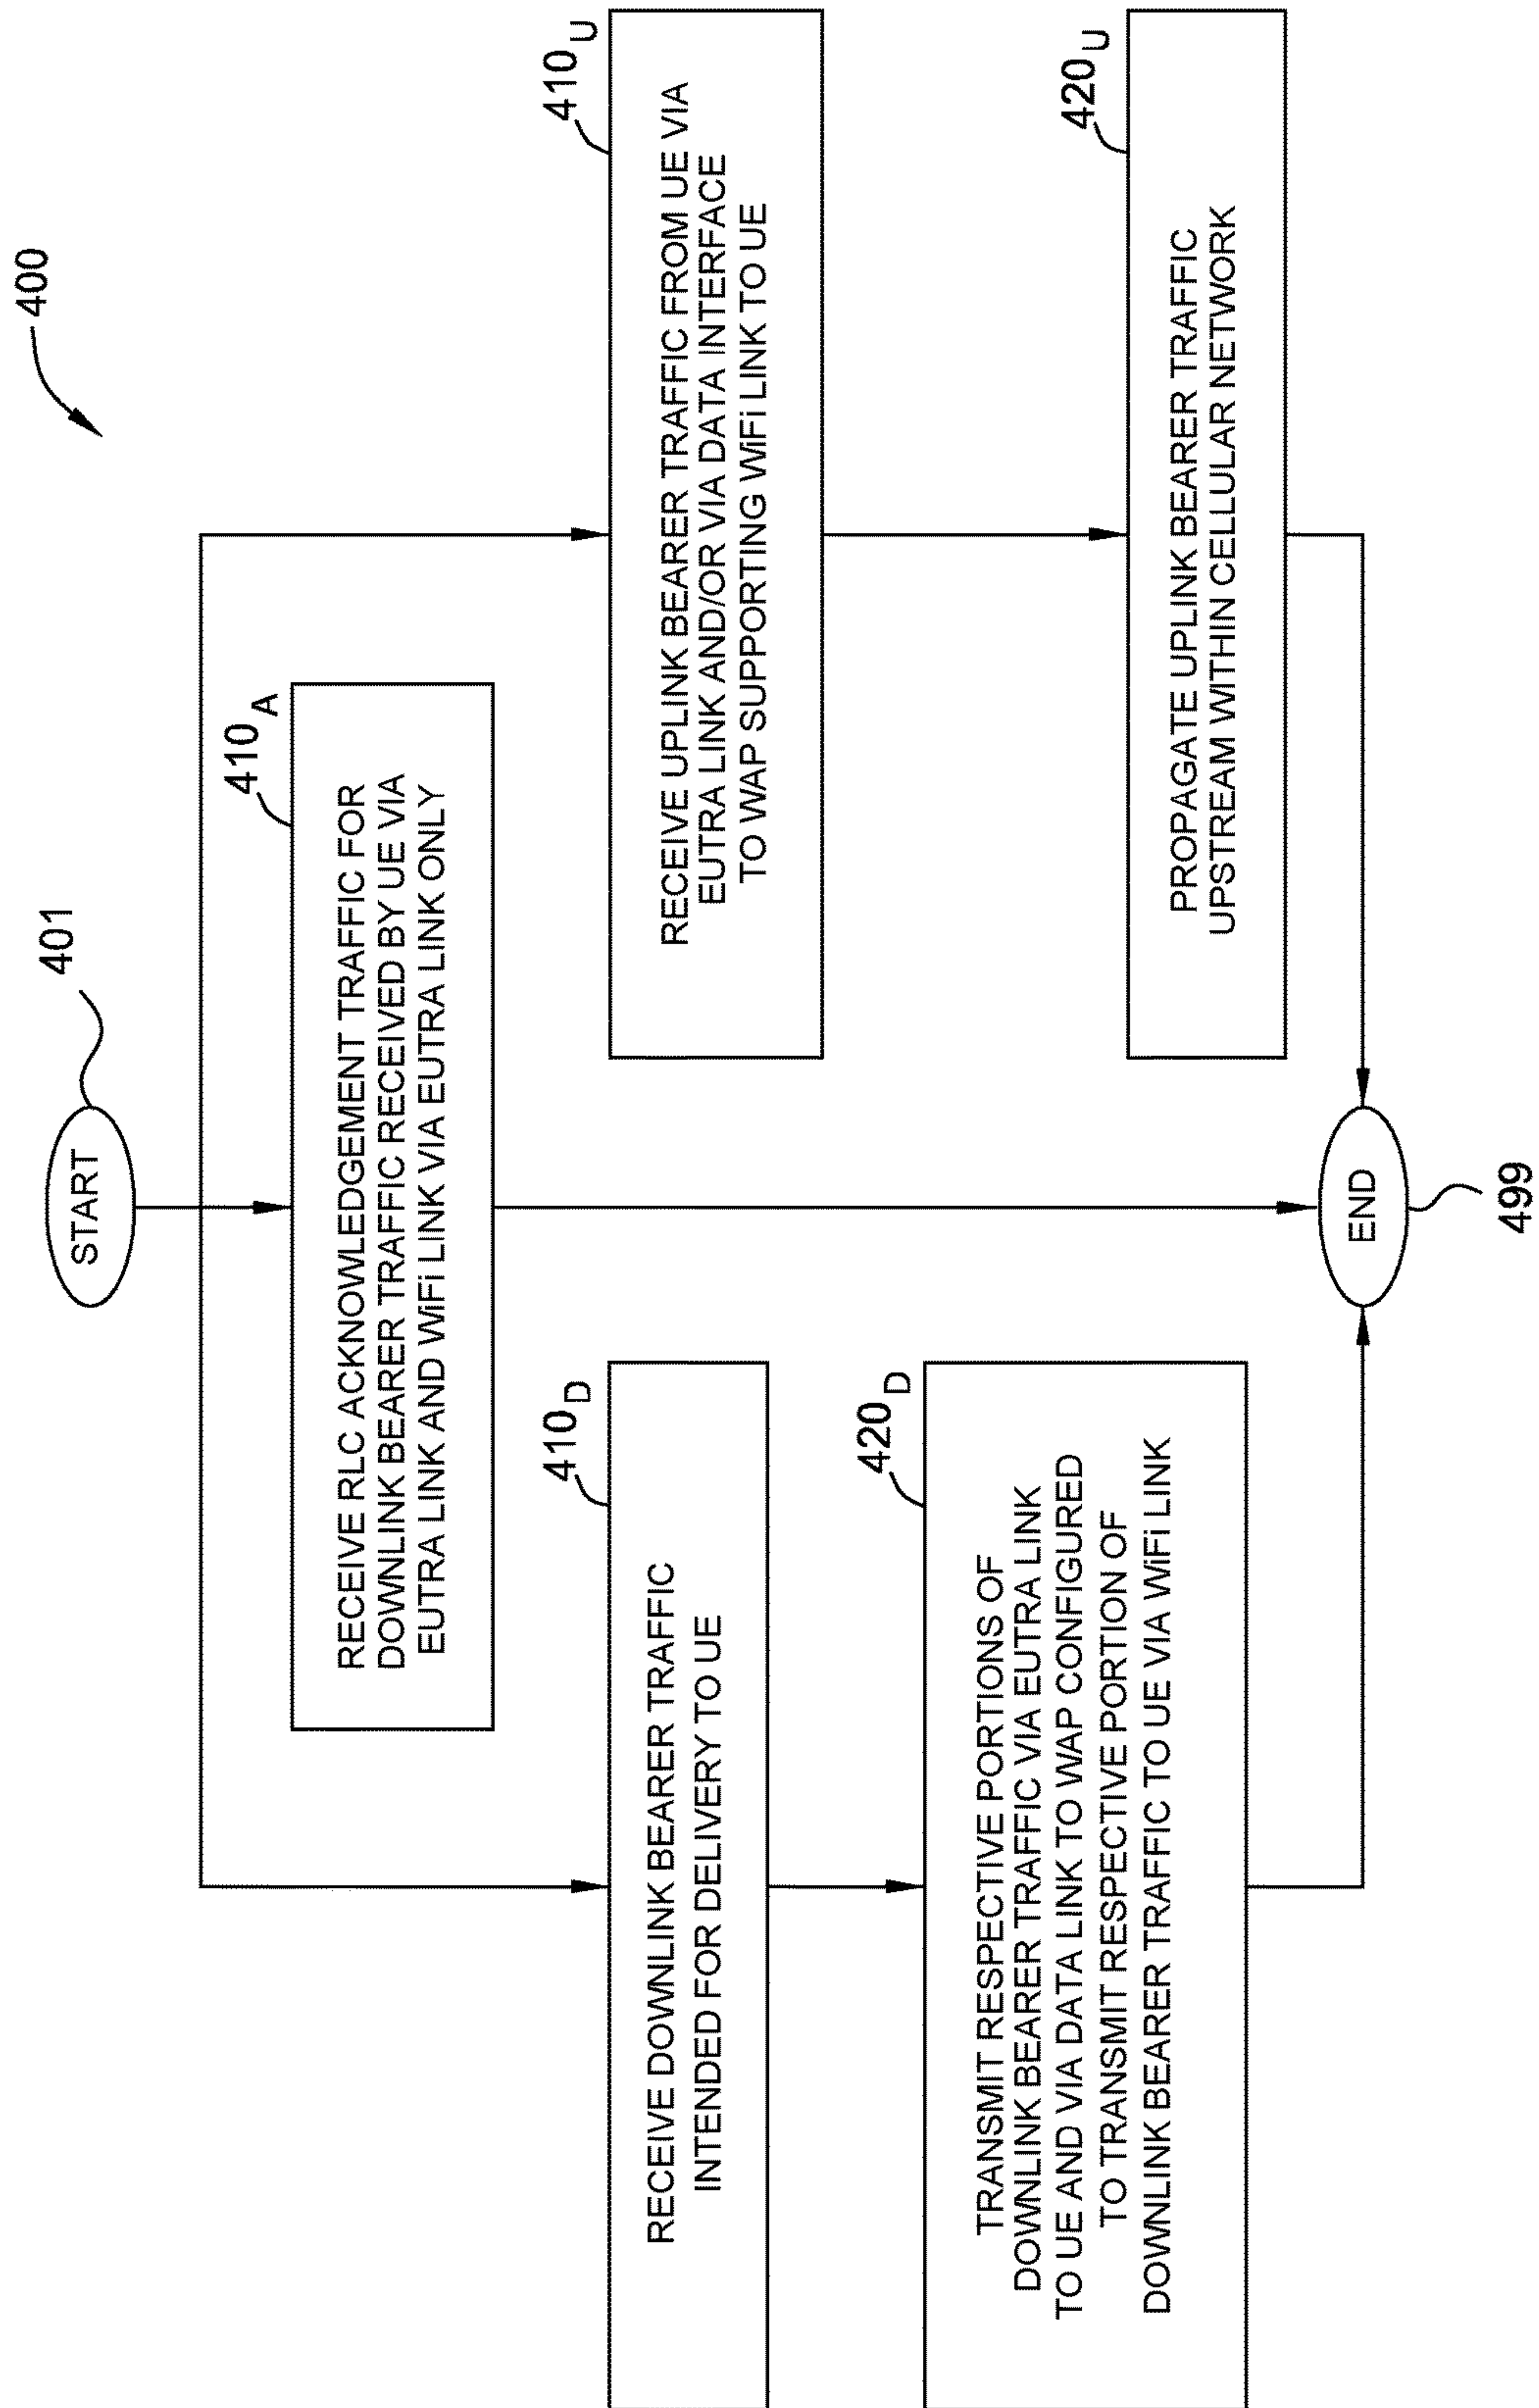 400
401
START
410A
RECEIVE RLC ACKNOWLEDGEMENT TRAFFIC FOR
DOWNLINK BEARER TRAFFIC RECEIVED BY UE VIA
EUTRA LINK AND WiFi LINK VIA EUTRA LINK ONLY
410D
RECEIVE DOWNLINK BEARER TRAFFIC
INTENDED FOR DELIVERY TO UE
420D
TRANSMIT RESPECTIVE PORTIONS OF
DOWNLINK BEARER TRAFFIC VIA EUTRA LINK
TO UE AND VIA DATA LINK TO WAP CONFIGURED
TO TRANSMIT RESPECTIVE PORTION OF
DOWNLINK BEARER TRAFFIC TO UE VIA WiFi LINK
410U
RECEIVE UPLINK BEARER TRAFFIC FROM UE VIA
EUTRA LINK AND/OR VIA DATA INTERFACE
TO WAP SUPPORTING WiFi LINK TO UE
420U
PROPAGATE UPLINK BEARER TRAFFIC
UPSTREAM WITHIN CELLULAR NETWORK
END
499